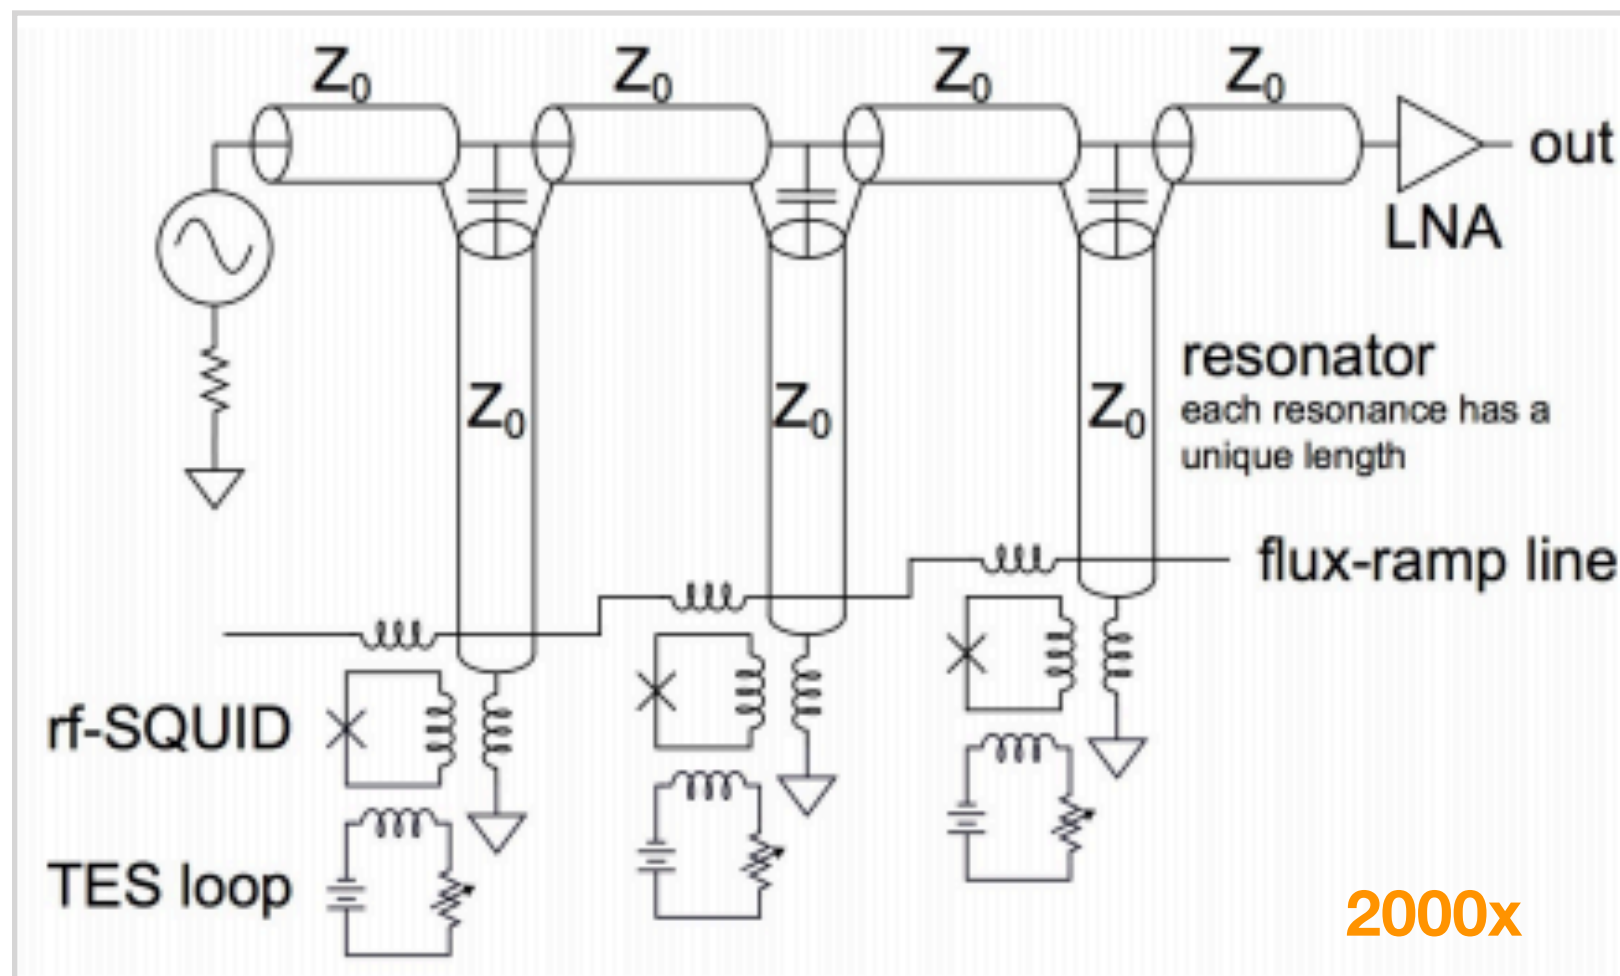 Z₀ Z₀ Z₀ Z₀
out
LNA
resonator
each resonance has a
unique length
Z₀ Z₀ Z₀
flux-ramp line
rf-SQUID
TES loop
2000x